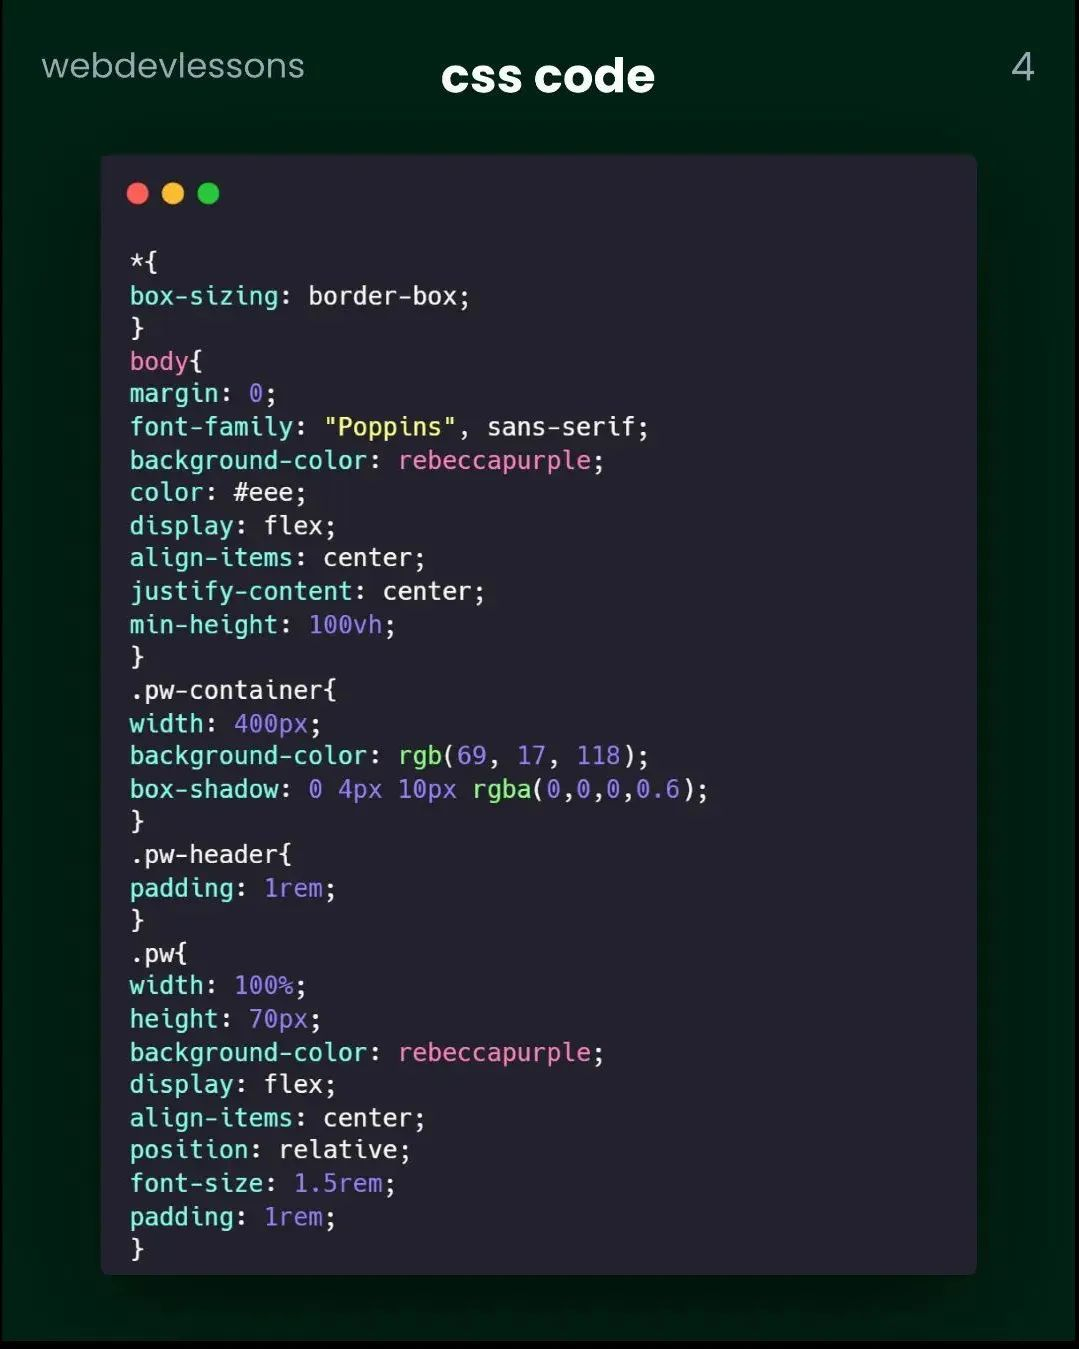 webdevlessons
css code
4
*{
box-sizing: border-box;
}
body{
margin: 0;
font-family: "Poppins", sans-serif;
background-color: rebeccapurple;
color: #eee;
display: flex;
align-items: center;
justify-content: center;
min-height: 100vh;
}
.pw-container{
width: 400px;
background-color: rgb(69, 17, 118);
box-shadow: 0 4px 10px rgba(0,0,0,0.6);
}
.pw-header{
padding: 1rem;
}
.pw{
width: 100%;
height: 70px;
background-color: rebeccapurple;
display: flex;
align-items: center;
position: relative;
font-size: 1.5rem;
padding: 1rem;
}